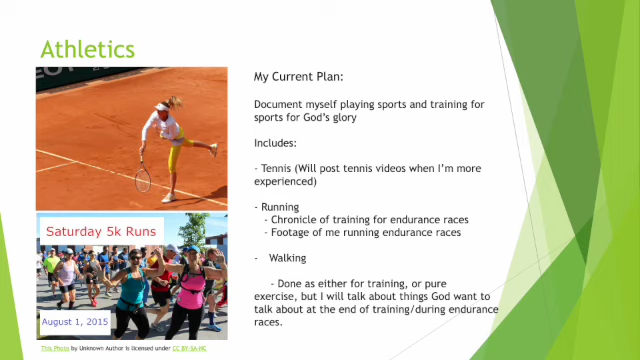 Athletics
My Current Plan:
Document myself playing sports and training for
sports for God's glory
Includes:
- Tennis (Will post tennis videos when I'm more
experienced)
- Running
- Chronicle of training for endurance races
- Footage of me running endurance races
- Walking
- Done as either for training, or pure
exercise, but I will talk about things God want to
talk about at the end of training/during endurance
races.
Saturday 5k Runs
August 1, 2015
This Photo by Unknown Author is licensed under CC BY-SA-NC